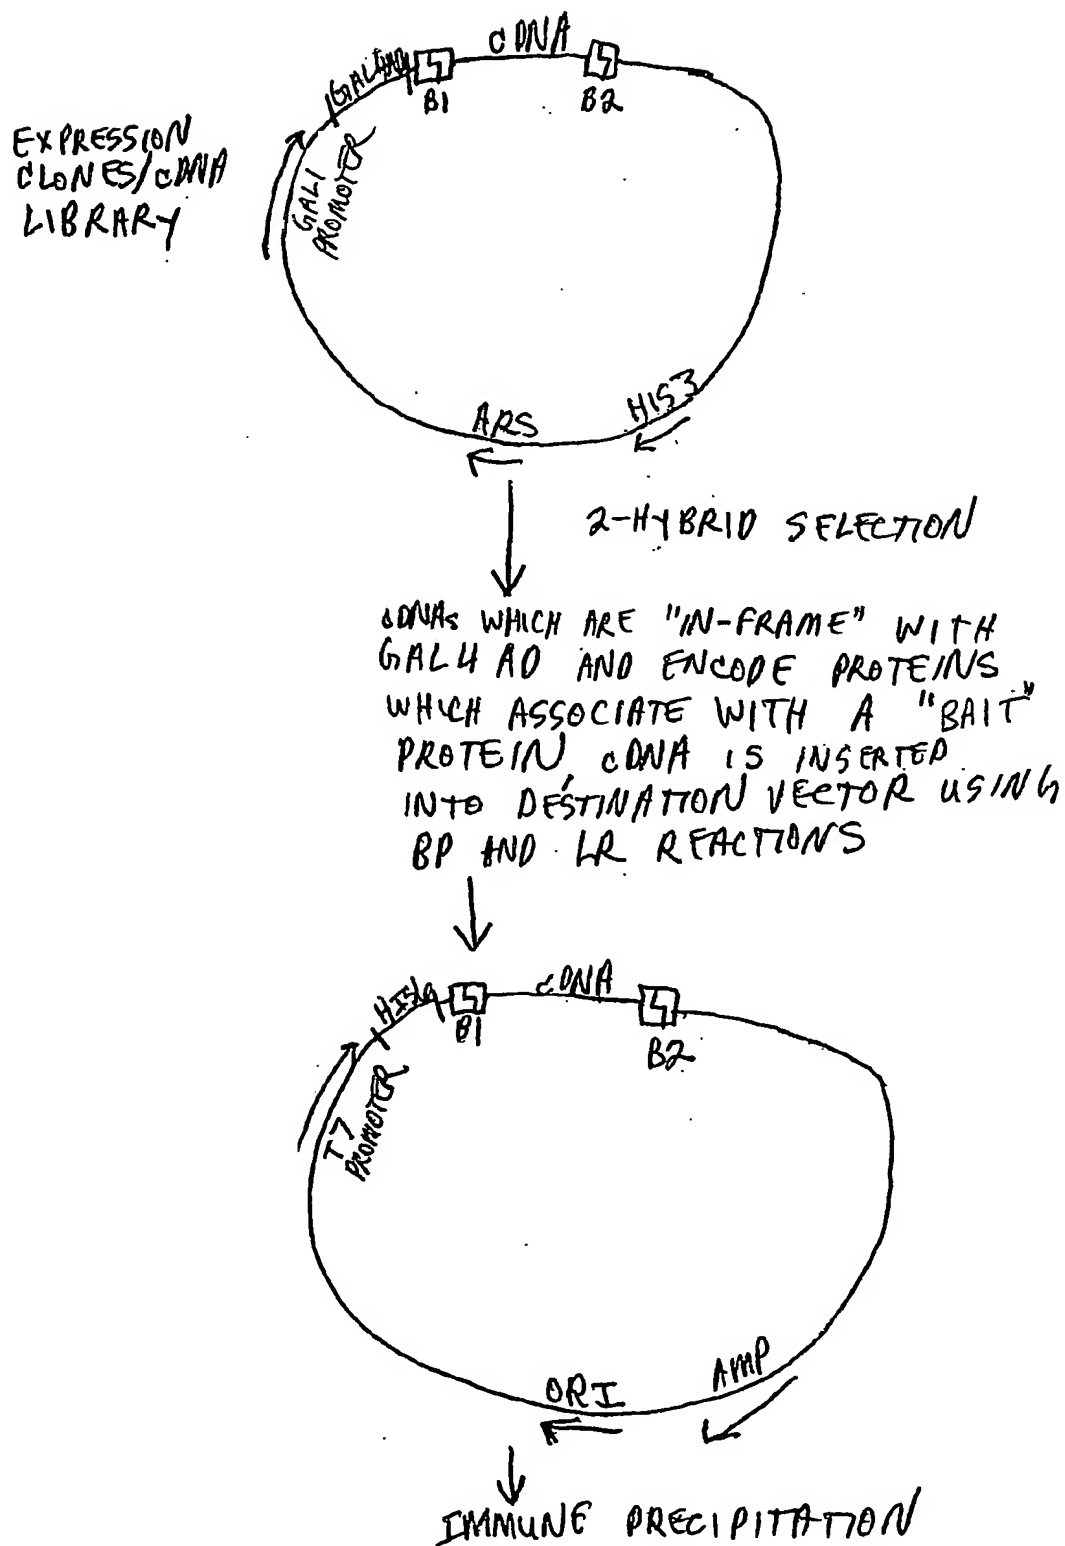 cDNA
GAL4AD
B1
B2
EXPRESSION
CLONES/cDNA
LIBRARY
GAL1
PROMOTER
HIS3
ARS
2-HYBRID SELECTION
cDNAs WHICH ARE "IN-FRAME" WITH
GAL4 AD AND ENCODE PROTEINS
WHICH ASSOCIATE WITH A "BAIT"
PROTEIN, cDNA IS INSERTED
INTO DESTINATION VECTOR USING
BP AND LR REACTIONS
cDNA
B1
B2
T7
PROMOTER
AMP
ORI
IMMUNE PRECIPITATION